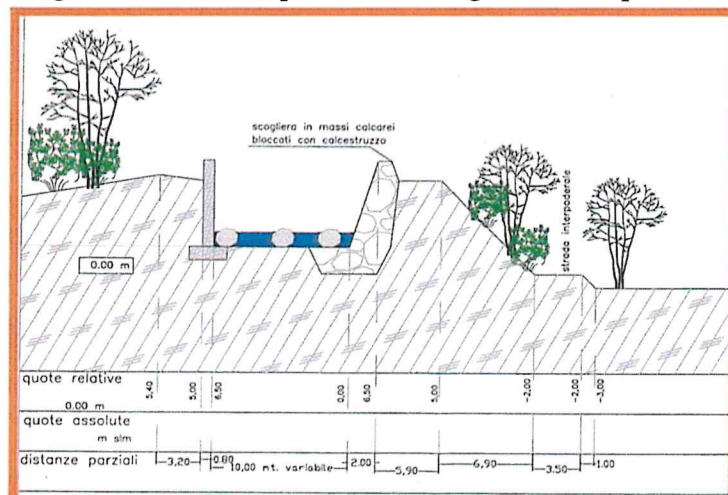 scogliera in massi calcarei
bloccati con calcestruzzo
strada interpoderale
0.00 m
quote relative
5,40 5,00 6,50 0,00 6,50 5,00 -2,00 -2,00 -3,00
0.00 m
quote assolute
m slm
distanze parziali 3,20 0.80 10,00 mt. variabile 2.00 5,90 6,90 3.50 1.00